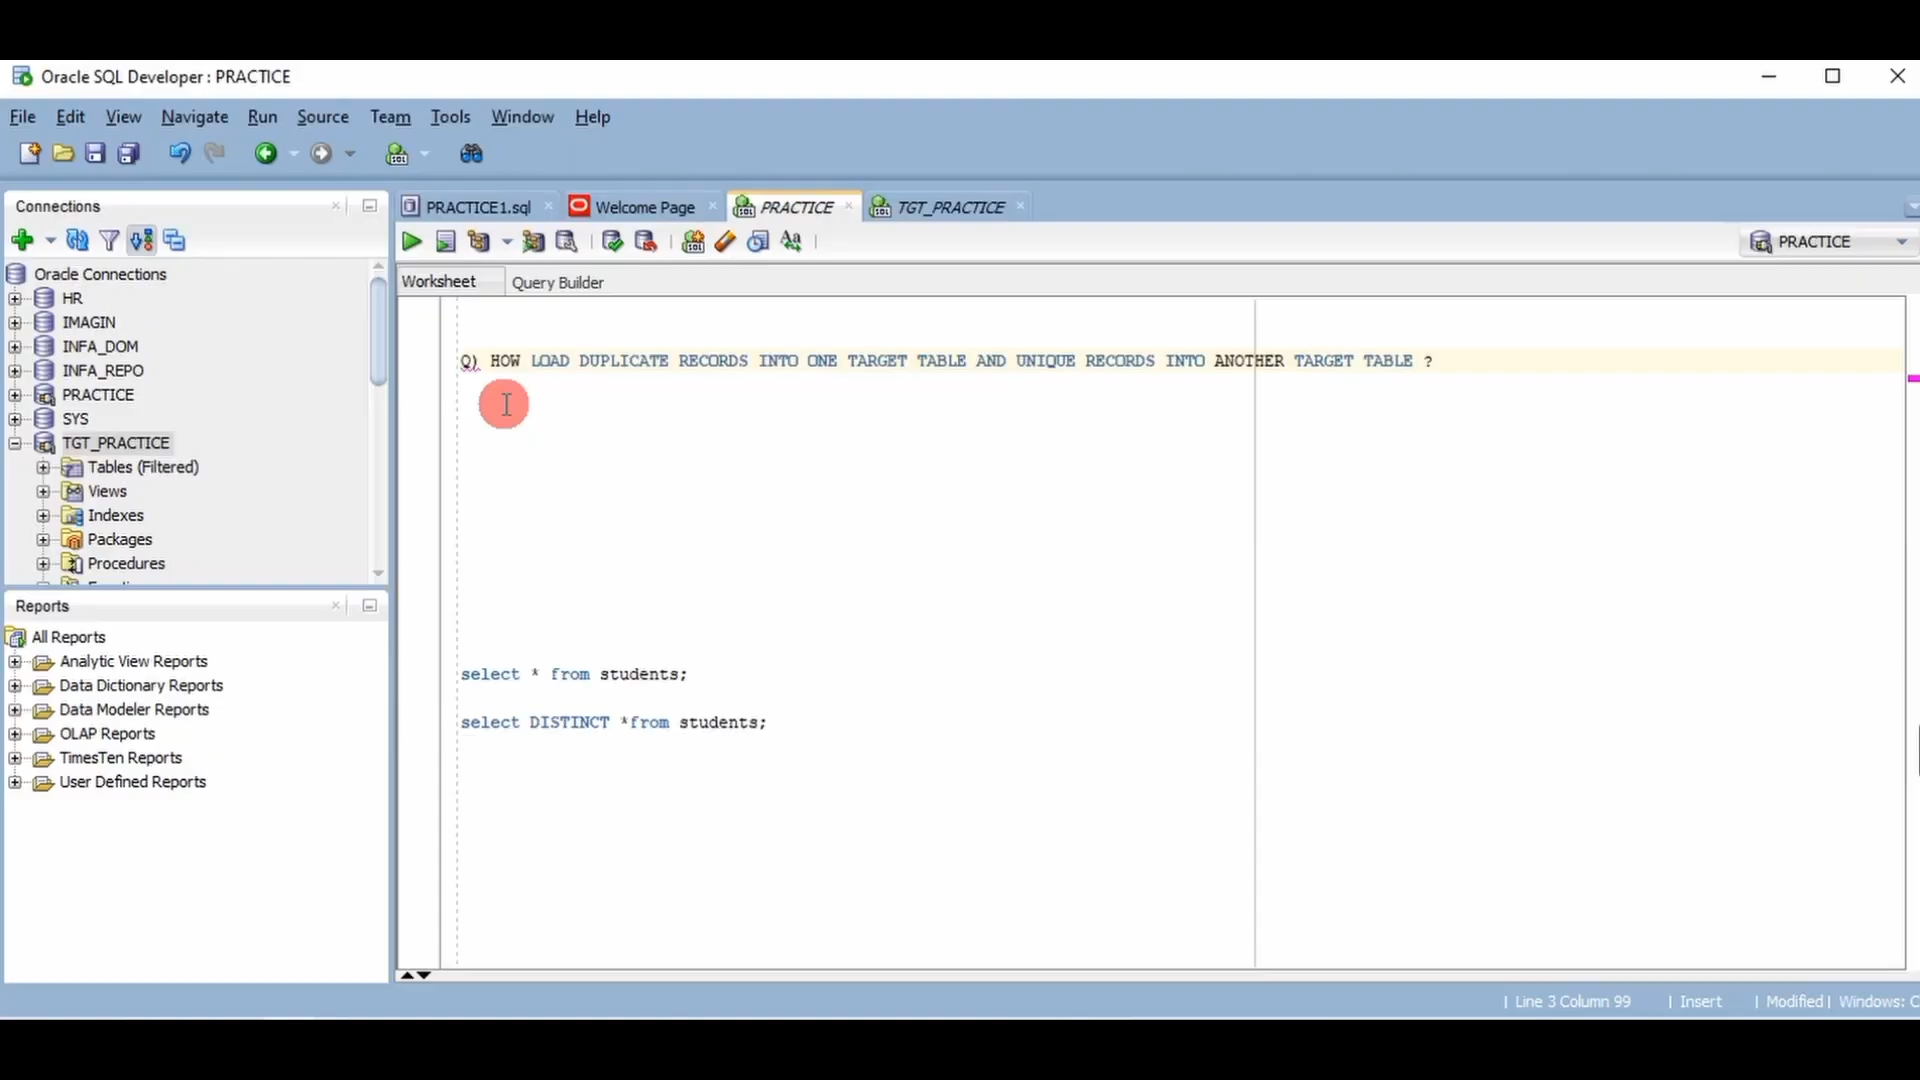 Oracle SQL Developer : PRACTICE
File Edit View Navigate Run Source Team Tools Window Help
Connections
PRACTICE1.sql Welcome Page PRACTICE TGT_PRACTICE
PRACTICE
Worksheet Query Builder
Oracle Connections
HR
IMAGIN
INFA_DOM
INFA_REPO
PRACTICE
SYS
TGT_PRACTICE
Tables (Filtered)
Views
Indexes
Packages
Procedures
Q) HOW LOAD DUPLICATE RECORDS INTO ONE TARGET TABLE AND UNIQUE RECORDS INTO ANOTHER TARGET TABLE ?
select * from students;
select DISTINCT *from students;
Reports
All Reports
Analytic View Reports
Data Dictionary Reports
Data Modeler Reports
OLAP Reports
TimesTen Reports
User Defined Reports
| Line 3 Column 99 | Insert | Modified | Windows: C